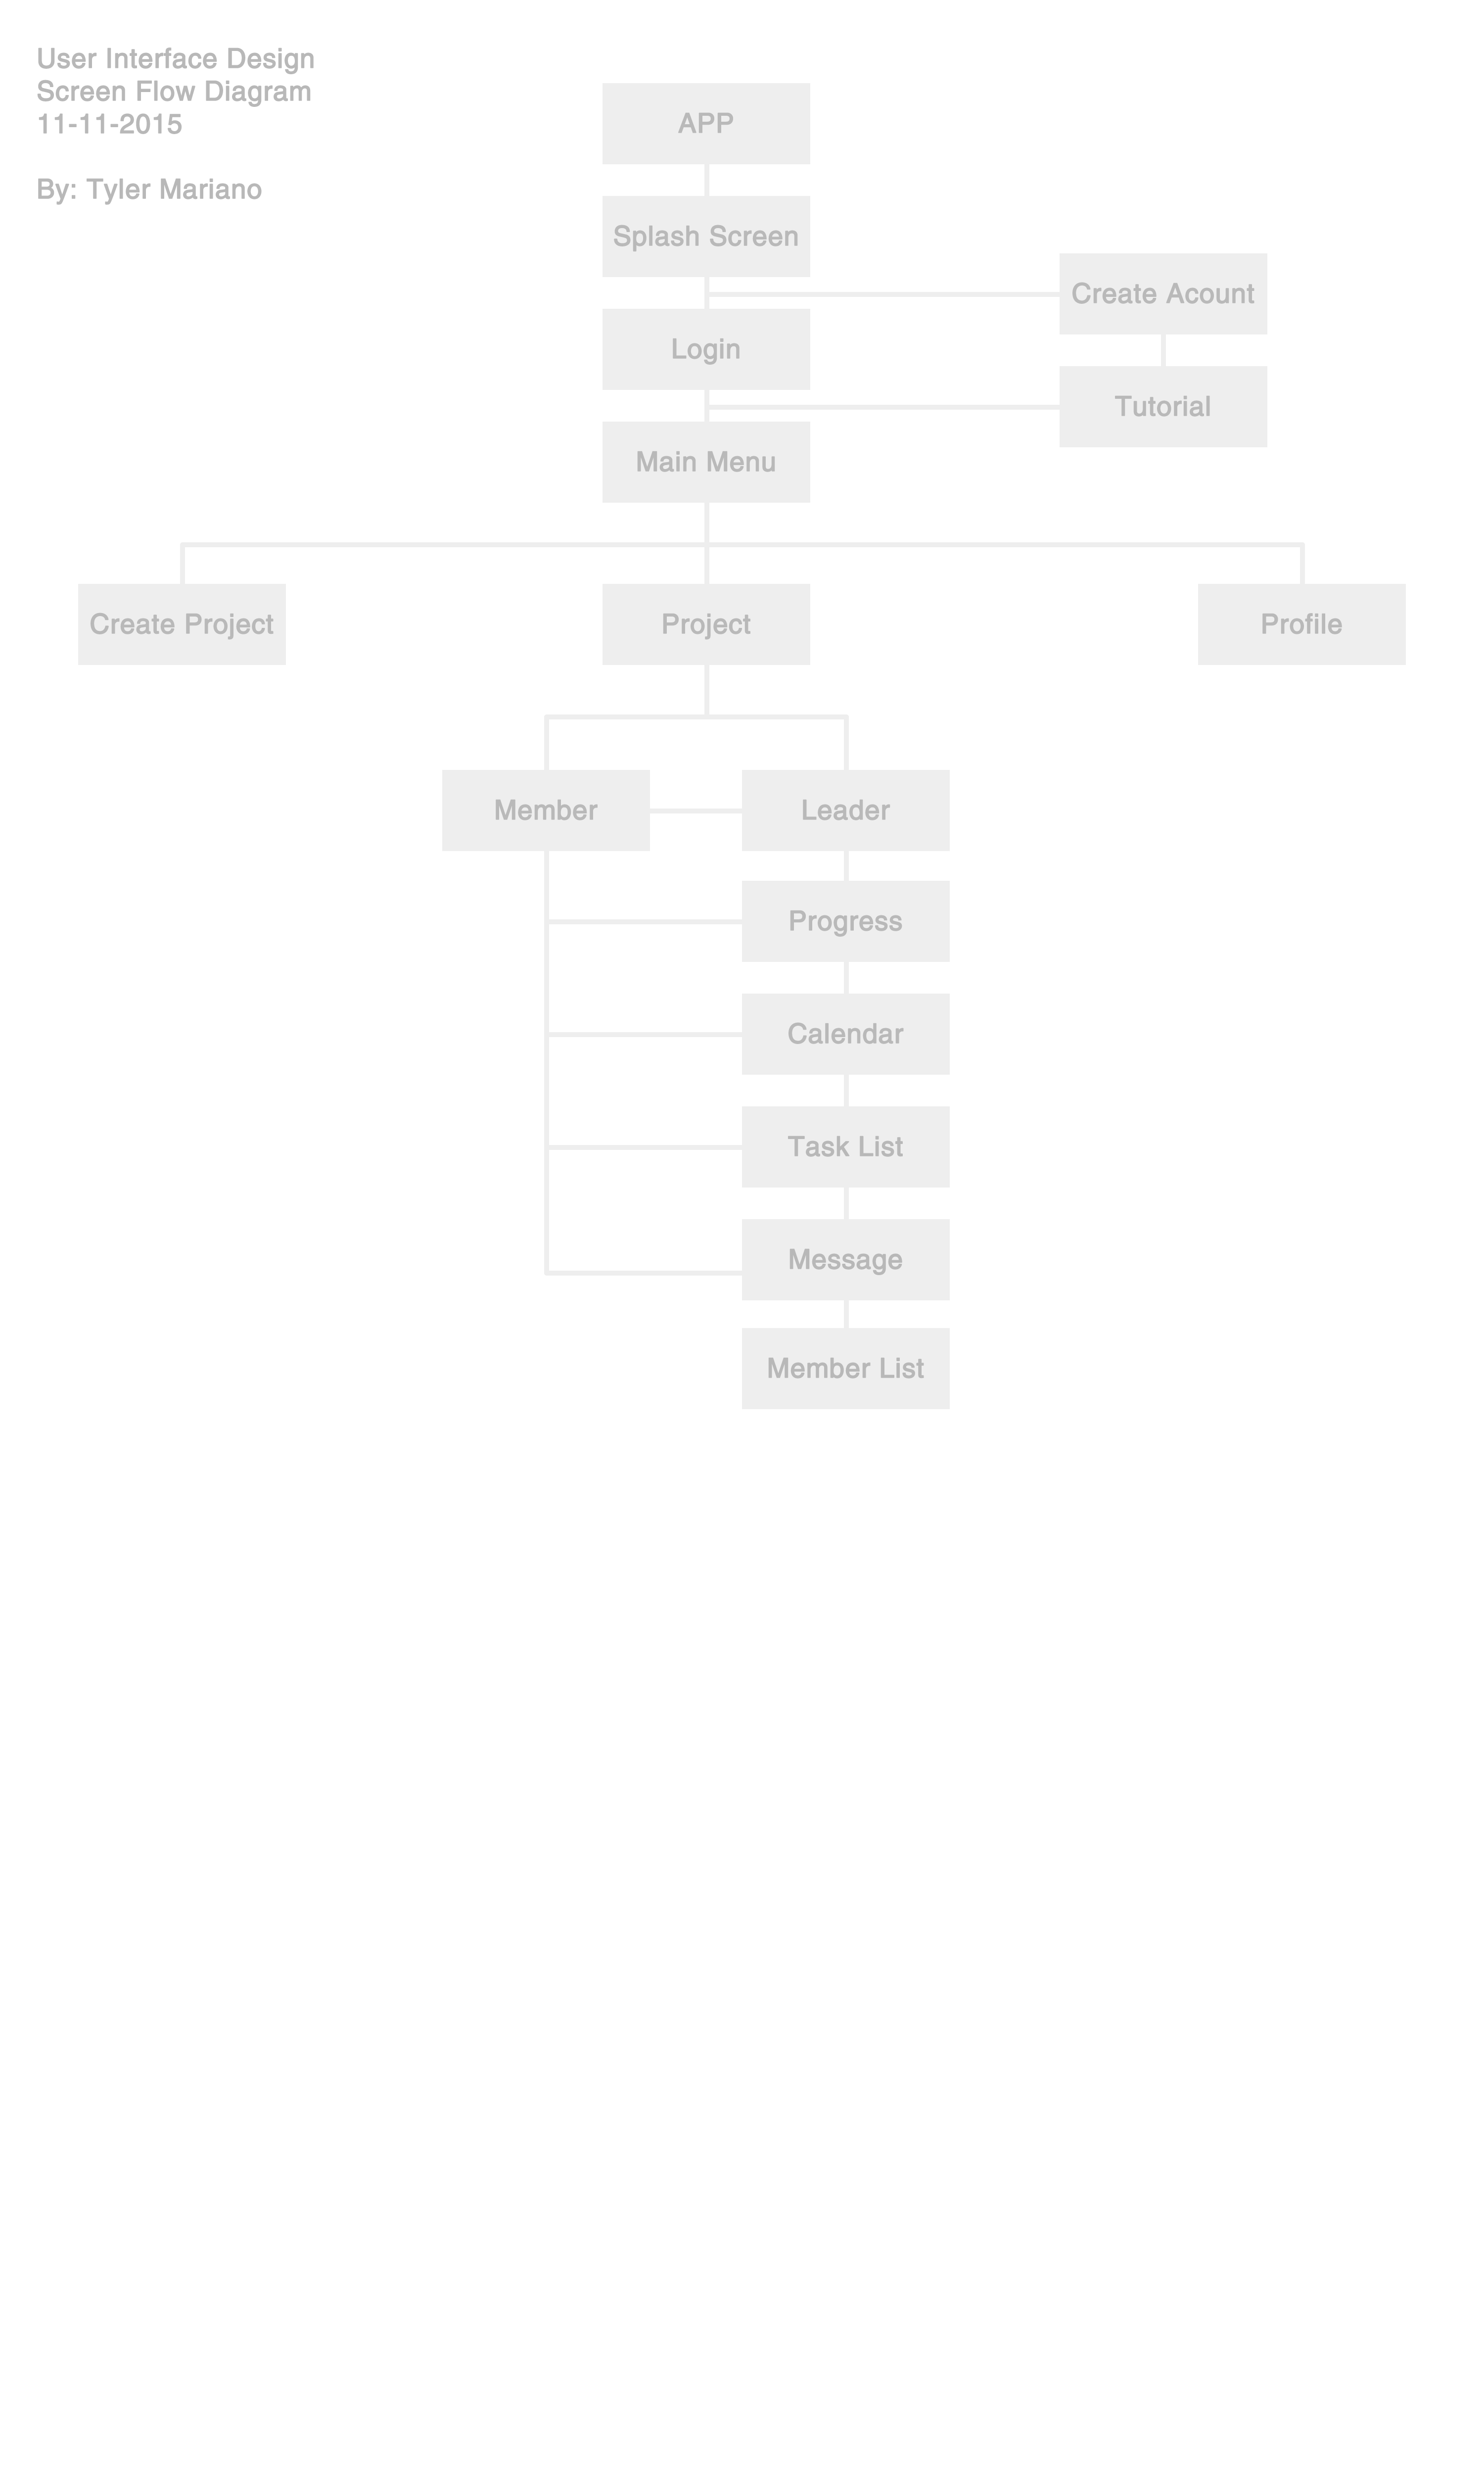 User Interface Design
Screen Flow Diagram
11-11-2015
By: Tyler Mariano
APP
Splash Screen
Create Acount
Login
Tutorial
Main Menu
Create Project
Project
Profile
Member
Leader
Progress
Calendar
Task List
Message
Member List